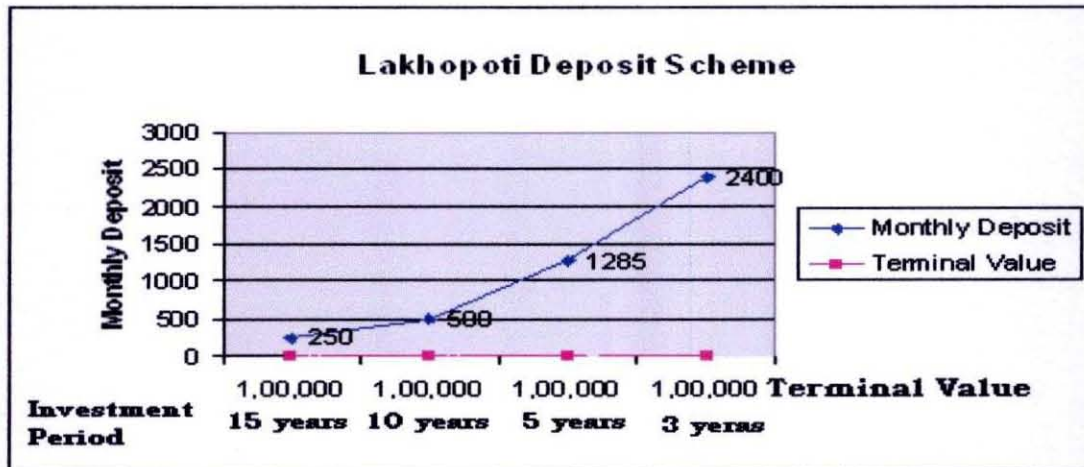 Lakhopoti Deposit Scheme
Monthly Deposit
3000
2500
2000
1500
1000
500
0
250
500
1285
2400
Monthly Deposit
Terminal Value
1,00,000 1,00,000 1,00,000 1,00,000 Terminal Value
Investment Period
15 years 10 years 5 years 3 yeras